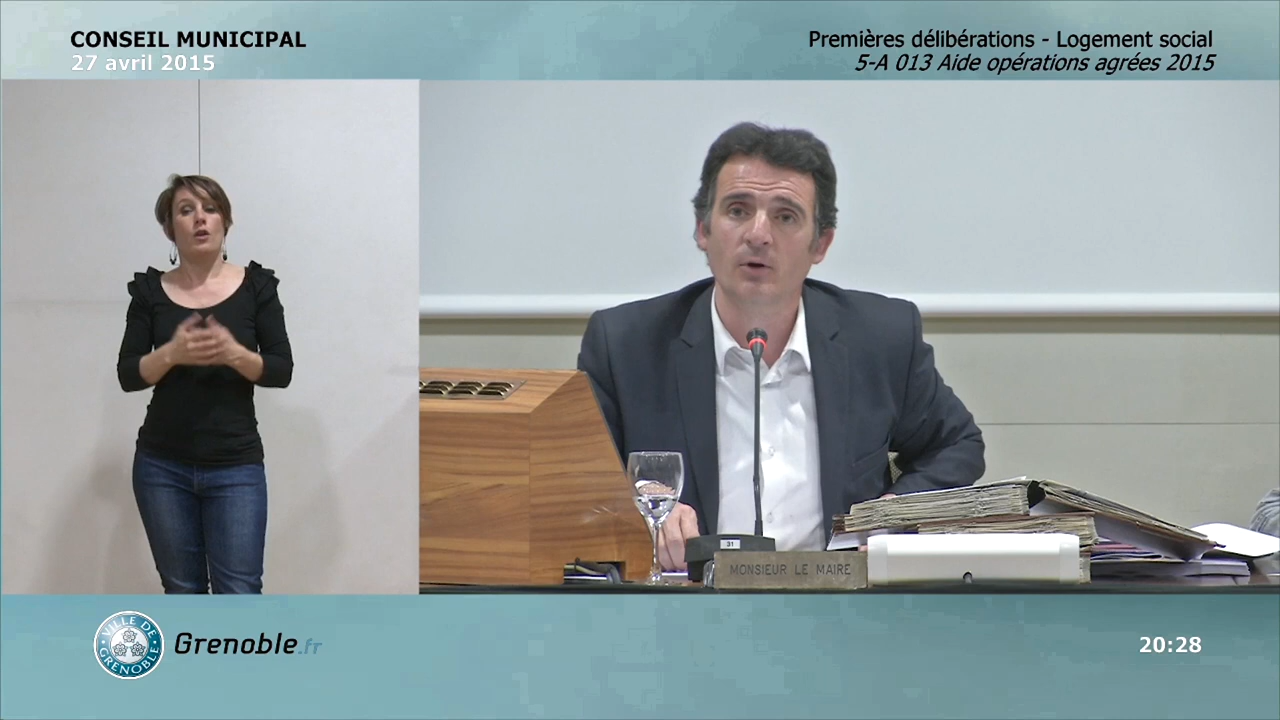 CONSEIL MUNICIPAL
27 avril 2015
Premières délibérations - Logement social
5-A 013 Aide opérations agrées 2015
31
MONSIEUR LE MAIRE
VILLE DE
GRENOBLE
Grenoble.fr
20:28